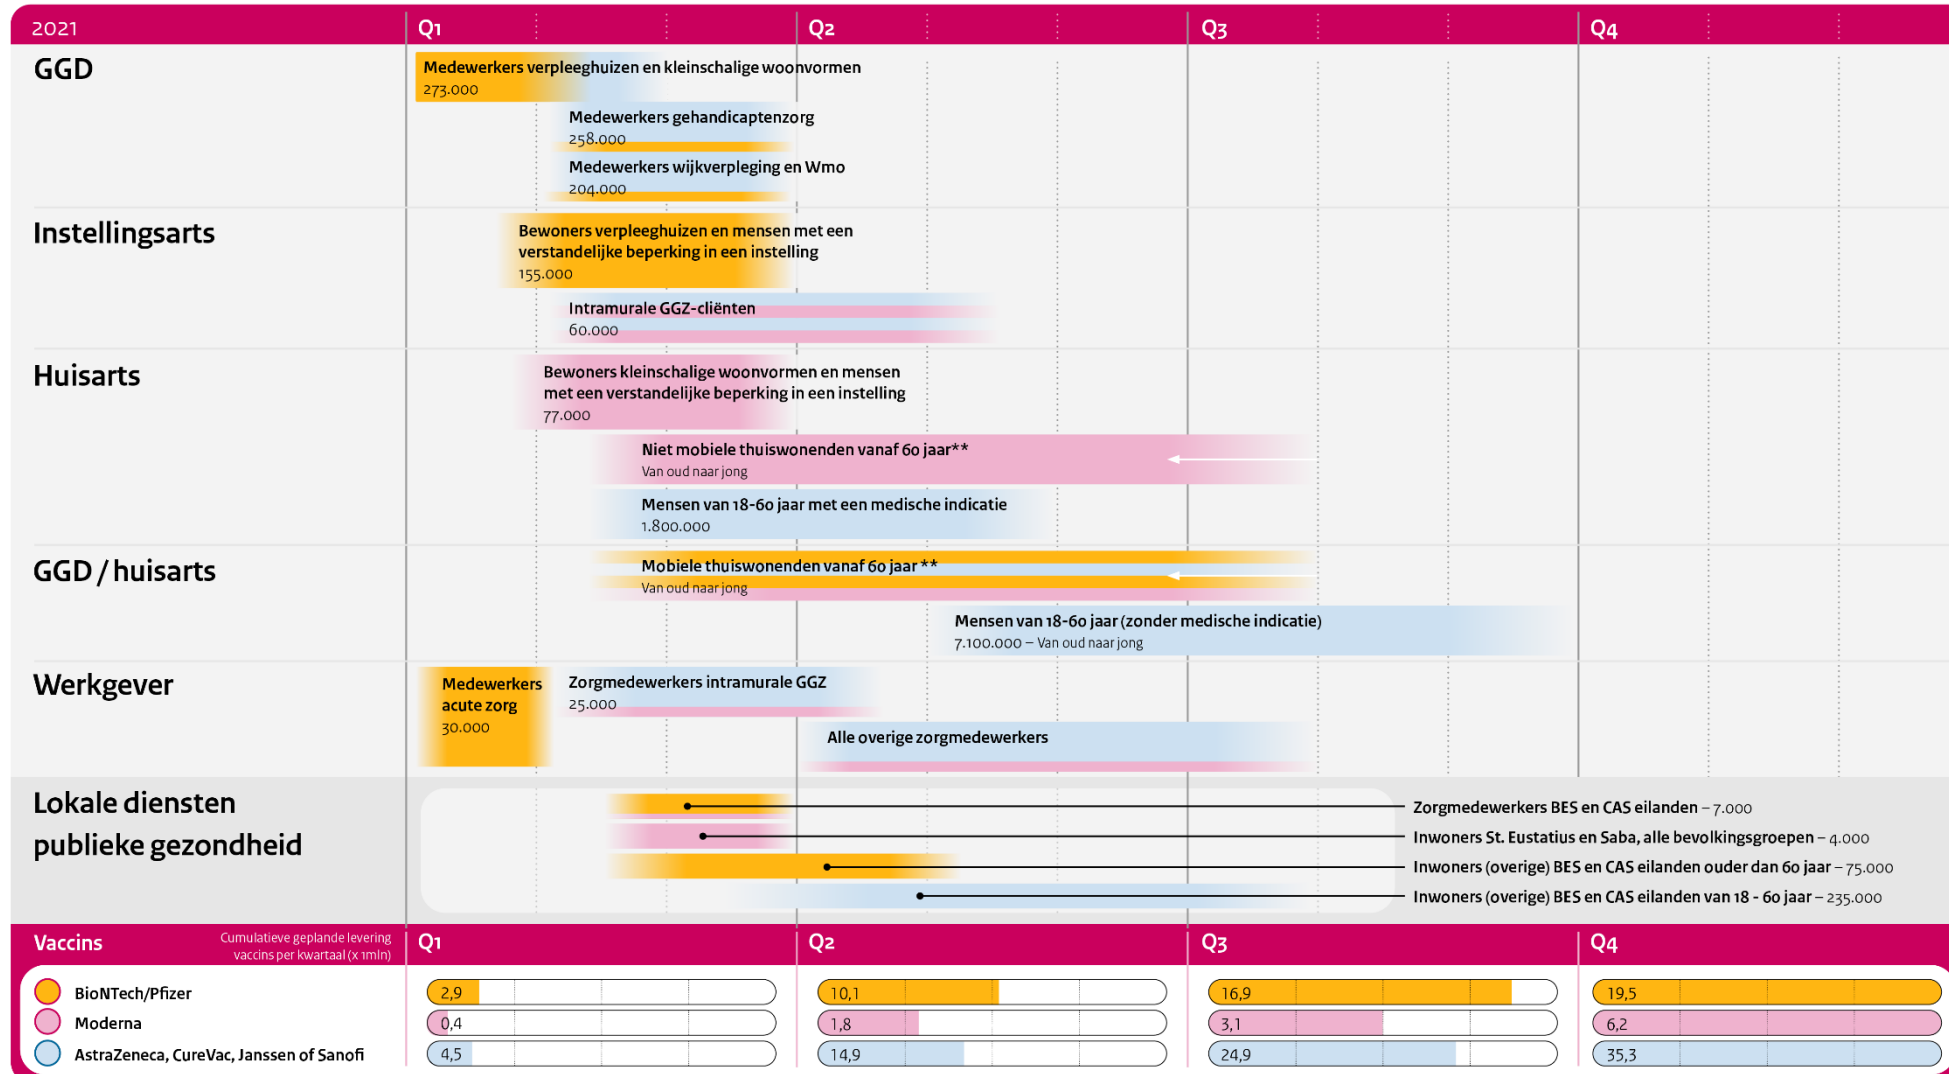 2021 Q1 Q2 Q3 Q4
GGD
Medewerkers verpleeghuizen en kleinschalige woonvormen
273.000
Medewerkers gehandicaptenzorg
258.000
Medewerkers wijkverpleging en Wmo
204.000
Instellingsarts
Bewoners verpleeghuizen en mensen met een
verstandelijke beperking in een instelling
155.000
Intramurale GGZ-cliënten
60.000
Huisarts
Bewoners kleinschalige woonvormen en mensen
met een verstandelijke beperking in een instelling
77.000
Niet mobiele thuiswonenden vanaf 60 jaar**
Van oud naar jong
Mensen van 18-60 jaar met een medische indicatie
1.800.000
GGD / huisarts
Mobiele thuiswonenden vanaf 60 jaar **
Van oud naar jong
Mensen van 18-60 jaar (zonder medische indicatie)
7.100.000 – Van oud naar jong
Werkgever
Medewerkers
acute zorg
30.000
Zorgmedewerkers intramurale GGZ
25.000
Alle overige zorgmedewerkers
Lokale diensten
publieke gezondheid
Zorgmedewerkers BES en CAS eilanden – 7.000
Inwoners St. Eustatius en Saba, alle bevolkingsgroepen – 4.000
Inwoners (overige) BES en CAS eilanden ouder dan 60 jaar – 75.000
Inwoners (overige) BES en CAS eilanden van 18 - 60 jaar – 235.000
Vaccins
Cumulatieve geplande levering
vaccins per kwartaal (x 1mln)
Q1 Q2 Q3 Q4
BioNTech/Pfizer 2,9 10,1 16,9 19,5
Moderna 0,4 1,8 3,1 6,2
AstraZeneca, CureVac, Janssen of Sanofi 4,5 14,9 24,9 35,3